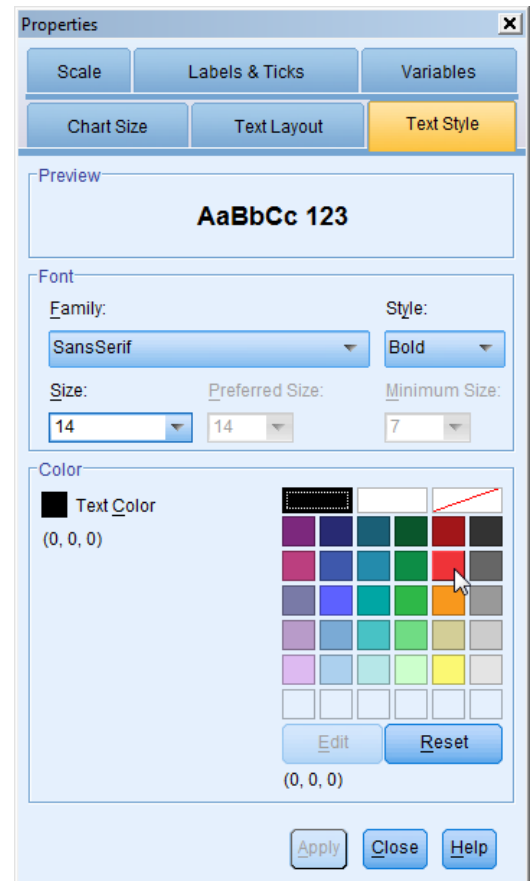 Properties
Scale Labels & Ticks Variables
Chart Size Text Layout Text Style
Preview
AaBbCc 123
Font
Family: Style:
SansSerif Bold
Size: Preferred Size: Minimum Size:
14 14 7
Color
Text Color
(0, 0, 0)
Edit Reset
(0, 0, 0)
Apply Close Help